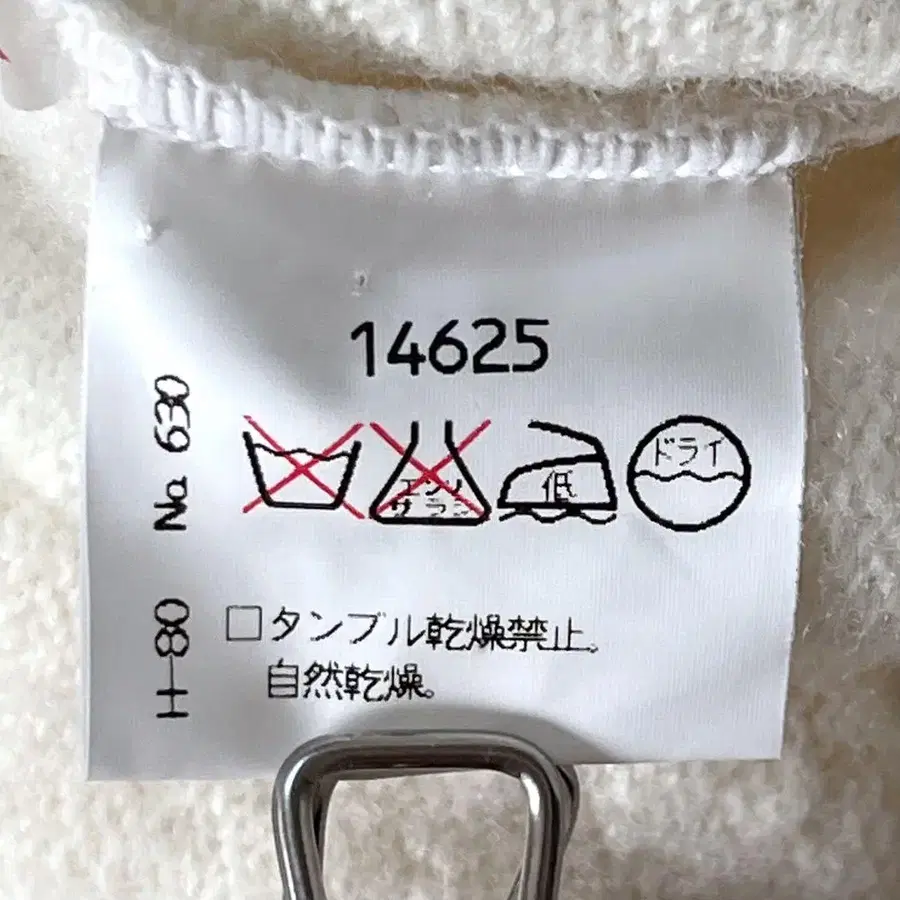 14625
No. 630
エンソ
サラシ
低
ドライ
H-80
□タンブル乾燥禁止。
自然乾燥。